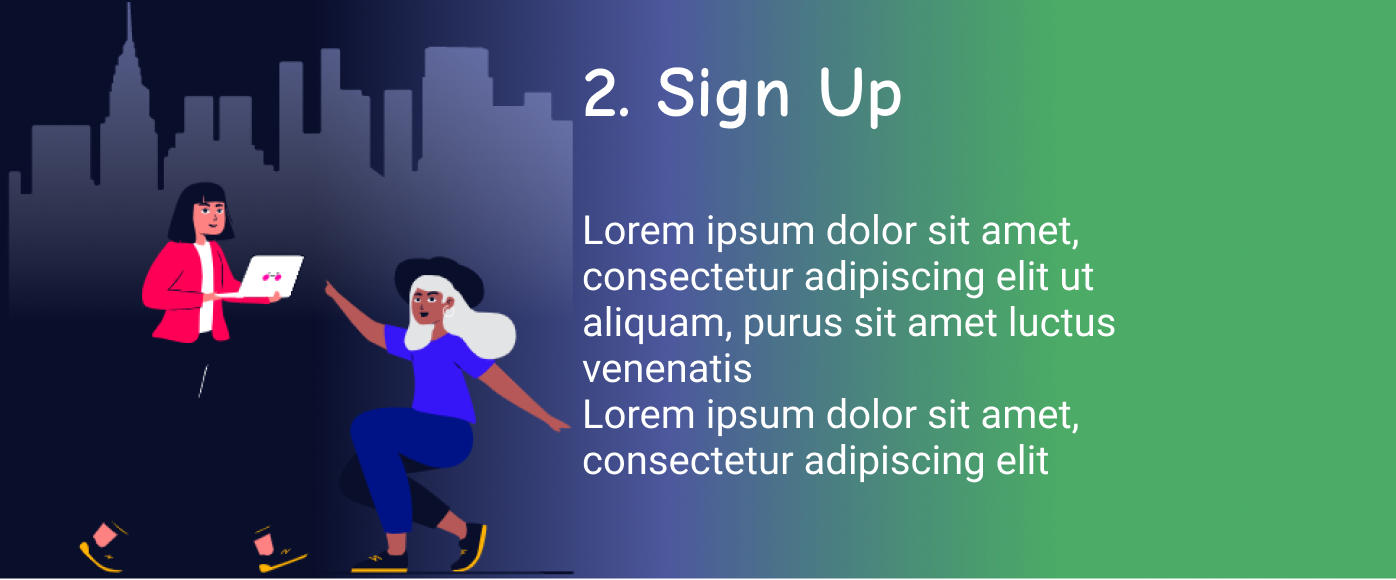 2. Sign Up
Lorem ipsum dolor sit amet,
consectetur adipiscing elit ut
aliquam, purus sit amet luctus
venenatis
Lorem ipsum dolor sit amet,
consectetur adipiscing elit